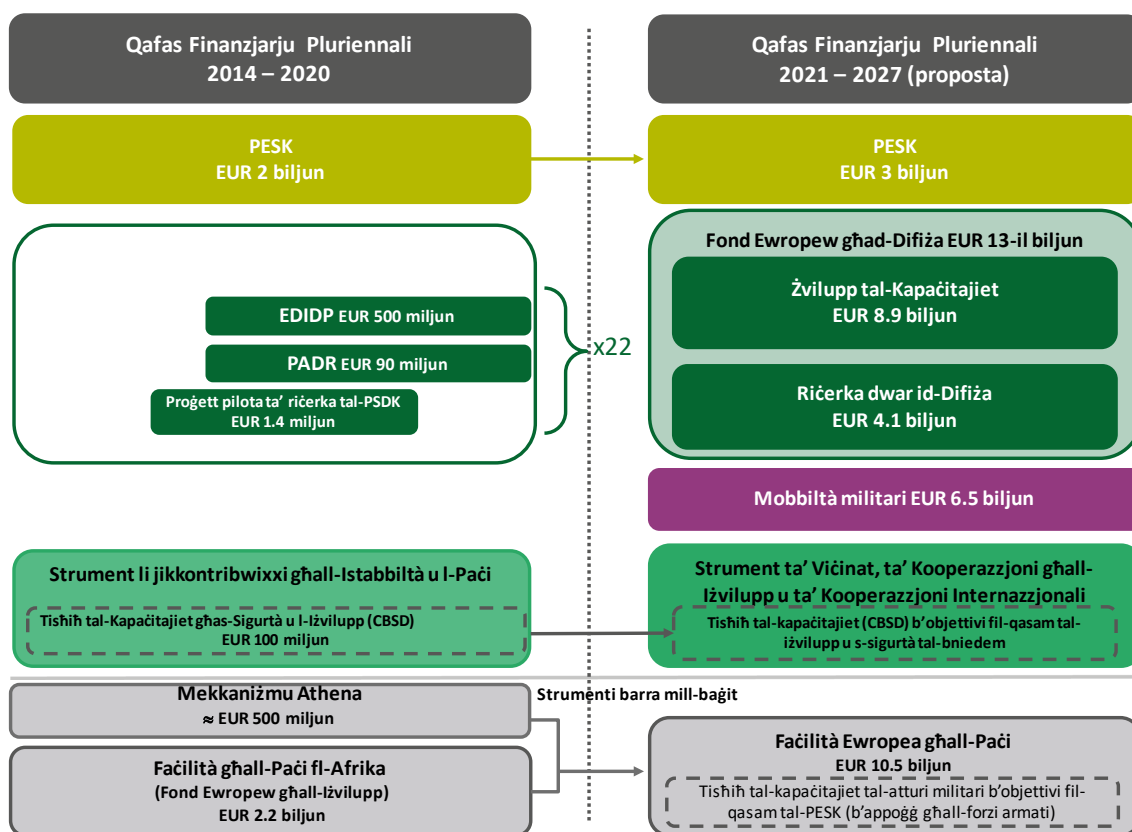 Qafas Finanzjarju Pluriennali
2014 – 2020
Qafas Finanzjarju Pluriennali
2021 – 2027 (proposta)
PESK
EUR 2 biljun
PESK
EUR 3 biljun
EDIDP EUR 500 miljun
PADR EUR 90 miljun
Proġett pilota ta’ riċerka tal-PSDK
EUR 1.4 miljun
x22
Fond Ewropew għad-Difiża EUR 13-il biljun
Żvilupp tal-Kapaċitajiet
EUR 8.9 biljun
Riċerka dwar id-Difiża
EUR 4.1 biljun
Mobbiltà militari EUR 6.5 biljun
Strument li jikkontribwixxi għall-Istabbiltà u l-Paċi
Tisħiħ tal-Kapaċitajiet għas-Sigurtà u l-Iżvilupp (CBSD)
EUR 100 miljun
Strument ta’ Viċinat, ta’ Kooperazzjoni għall-
Iżvilupp u ta’ Kooperazzjoni Internazzjonali
Tisħiħ tal-kapaċitajiet (CBSD) b’objettivi fil-qasam tal-
iżvilupp u s-sigurtà tal-bniedem
Strumenti barra mill-baġit
Mekkaniżmu Athena
≈ EUR 500 miljun
Faċilità għall-Paċi fl-Afrika
(Fond Ewropew għall-Iżvilupp)
EUR 2.2 biljun
Faċilità Ewropea għall-Paċi
EUR 10.5 biljun
Tisħiħ tal-kapaċitajiet tal-atturi militari b’objettivi fil-
qasam tal-PESK (b’appoġġ għall-forzi armati)